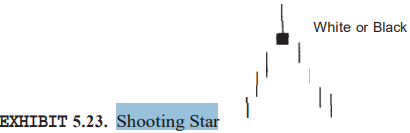 White or Black
EXHIBIT 5.23. Shooting Star